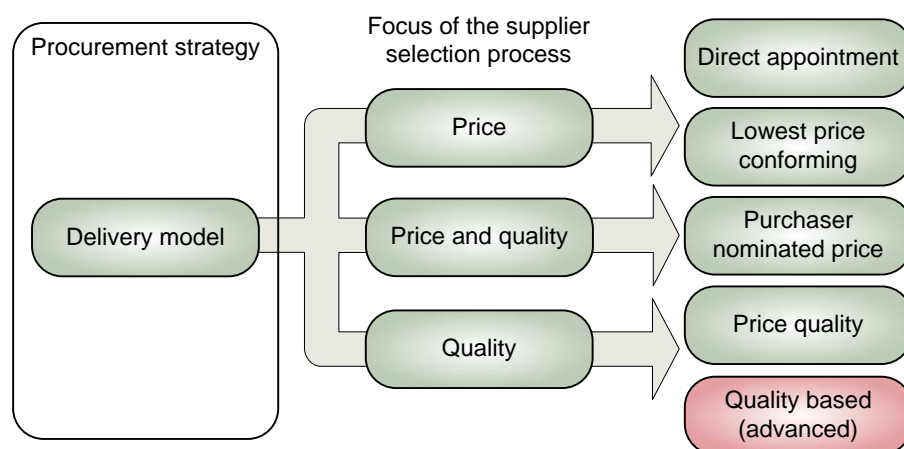 Procurement strategy
Delivery model
Focus of the supplier
selection process
Price
Price and quality
Quality
Direct appointment
Lowest price
conforming
Purchaser
nominated price
Price quality
Quality based
(advanced)